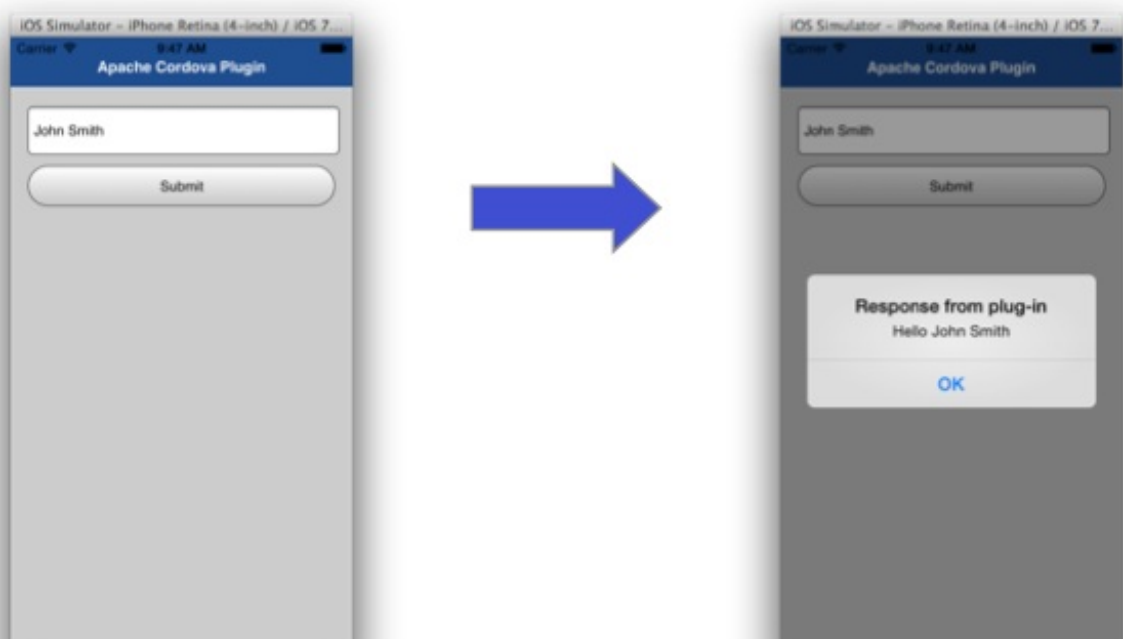 iOS Simulator – iPhone Retina (4-inch) / iOS 7...
Carrier 9:47 AM
Apache Cordova Plugin
John Smith
Submit
iOS Simulator – iPhone Retina (4-inch) / iOS 7...
Carrier 9:47 AM
Apache Cordova Plugin
John Smith
Submit
Response from plug-in
Hello John Smith
OK